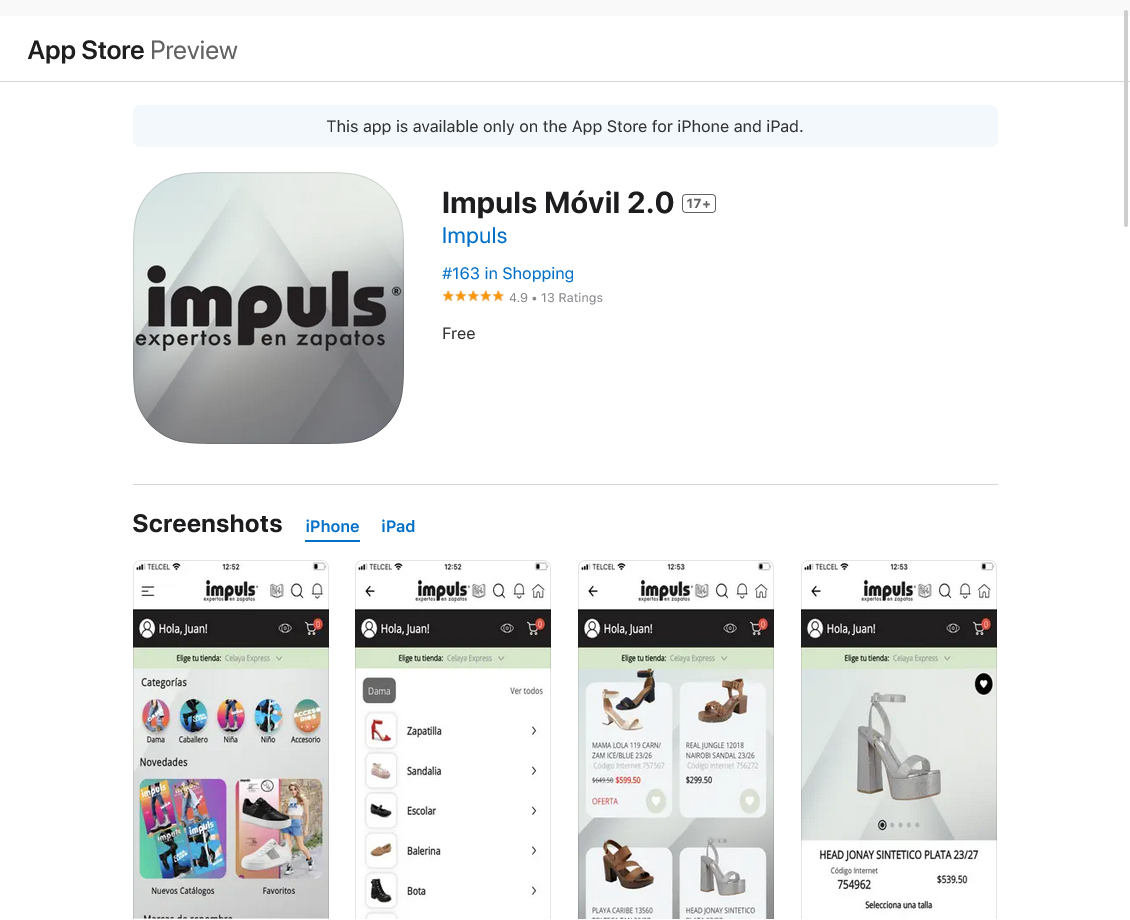 App Store Preview
This app is available only on the App Store for iPhone and iPad.
impuls®
expertos en zapatos
Impuls Móvil 2.0 17+
Impuls
#163 in Shopping
★★★★★ 4.9 • 13 Ratings
Free
Screenshots iPhone iPad
TELCEL 12:52
impuls
expertos en zapatos
Hola, Juan! 0
Elige tu tienda: Celaya Express
Categorías
Dama Caballero Niña Niño Accesorio
Novedades
Nuevos Catálogos Favoritos
Marcas de renombre
TELCEL 12:52
impuls
expertos en zapatos
Hola, Juan! 0
Elige tu tienda: Celaya Express
Dama Ver todos
Zapatilla
Sandalia
Escolar
Balerina
Bota
TELCEL 12:53
impuls
expertos en zapatos
Hola, Juan! 0
Elige tu tienda: Celaya Express
MAMA LOLA 119 CARN/
ZAM ICE/BLUE 23/26
Código Internet 757567
$649.50 $599.50
OFERTA
REAL JUNGLE 12018
NAIROBI SANDAL 23/26
Código Internet 756272
$299.50
PLAYA CARIBE 13560
HEAD JONAY SINTETICO
TELCEL 12:53
impuls
expertos en zapatos
Hola, Juan! 0
Elige tu tienda: Celaya Express
HEAD JONAY SINTETICO PLATA 23/27
Código Internet
754962
$539.50
Selecciona una talla